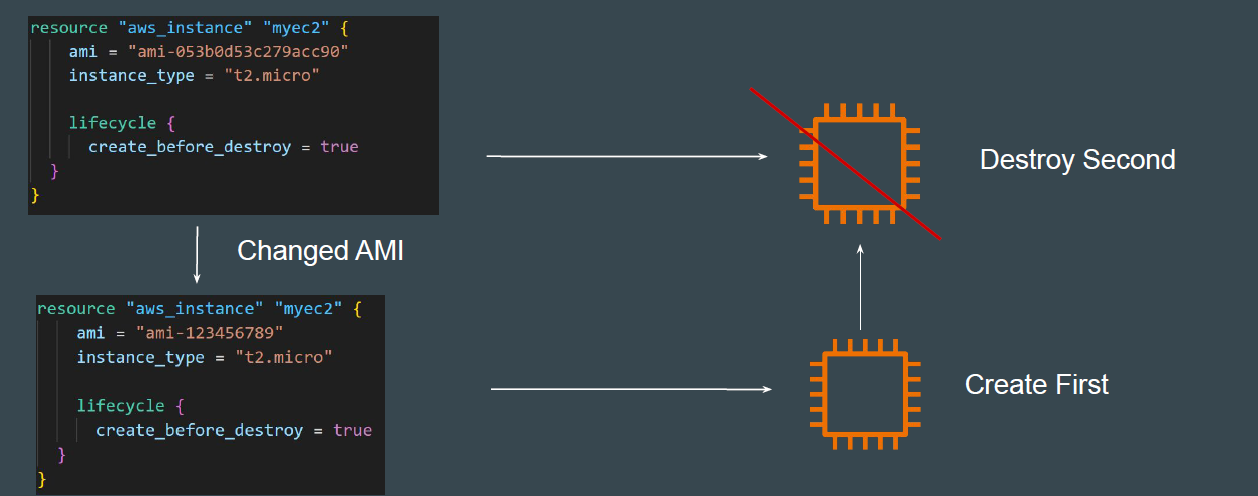 resource "aws_instance" "myec2" {
ami = "ami-053b0d53c279acc90"
instance_type = "t2.micro"
lifecycle {
create_before_destroy = true
}
}
Destroy Second
Changed AMI
resource "aws_instance" "myec2" {
ami = "ami-123456789"
instance_type = "t2.micro"
lifecycle {
create_before_destroy = true
}
}
Create First